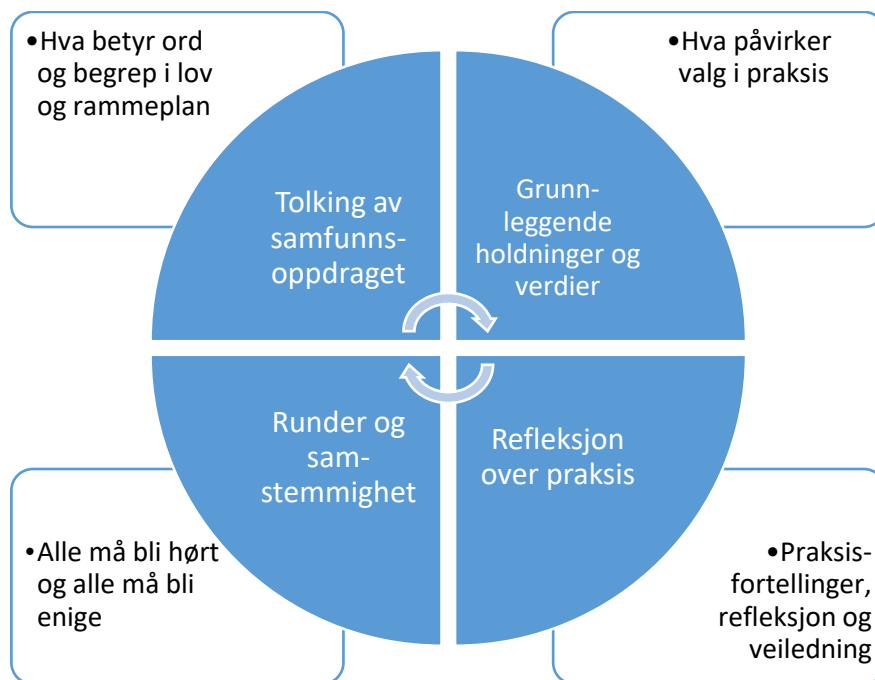 •Hva betyr ord
og begrep i lov
og rammeplan
•Hva påvirker
valg i praksis
Tolking av
samfunns-
oppdraget
Grunn-
leggende
holdninger og
verdier
Runder og
sam-
stemmighet
Refleksjon
over praksis
•Alle må bli hørt
og alle må bli
enige
•Praksis-
fortellinger,
refleksjon og
veiledning